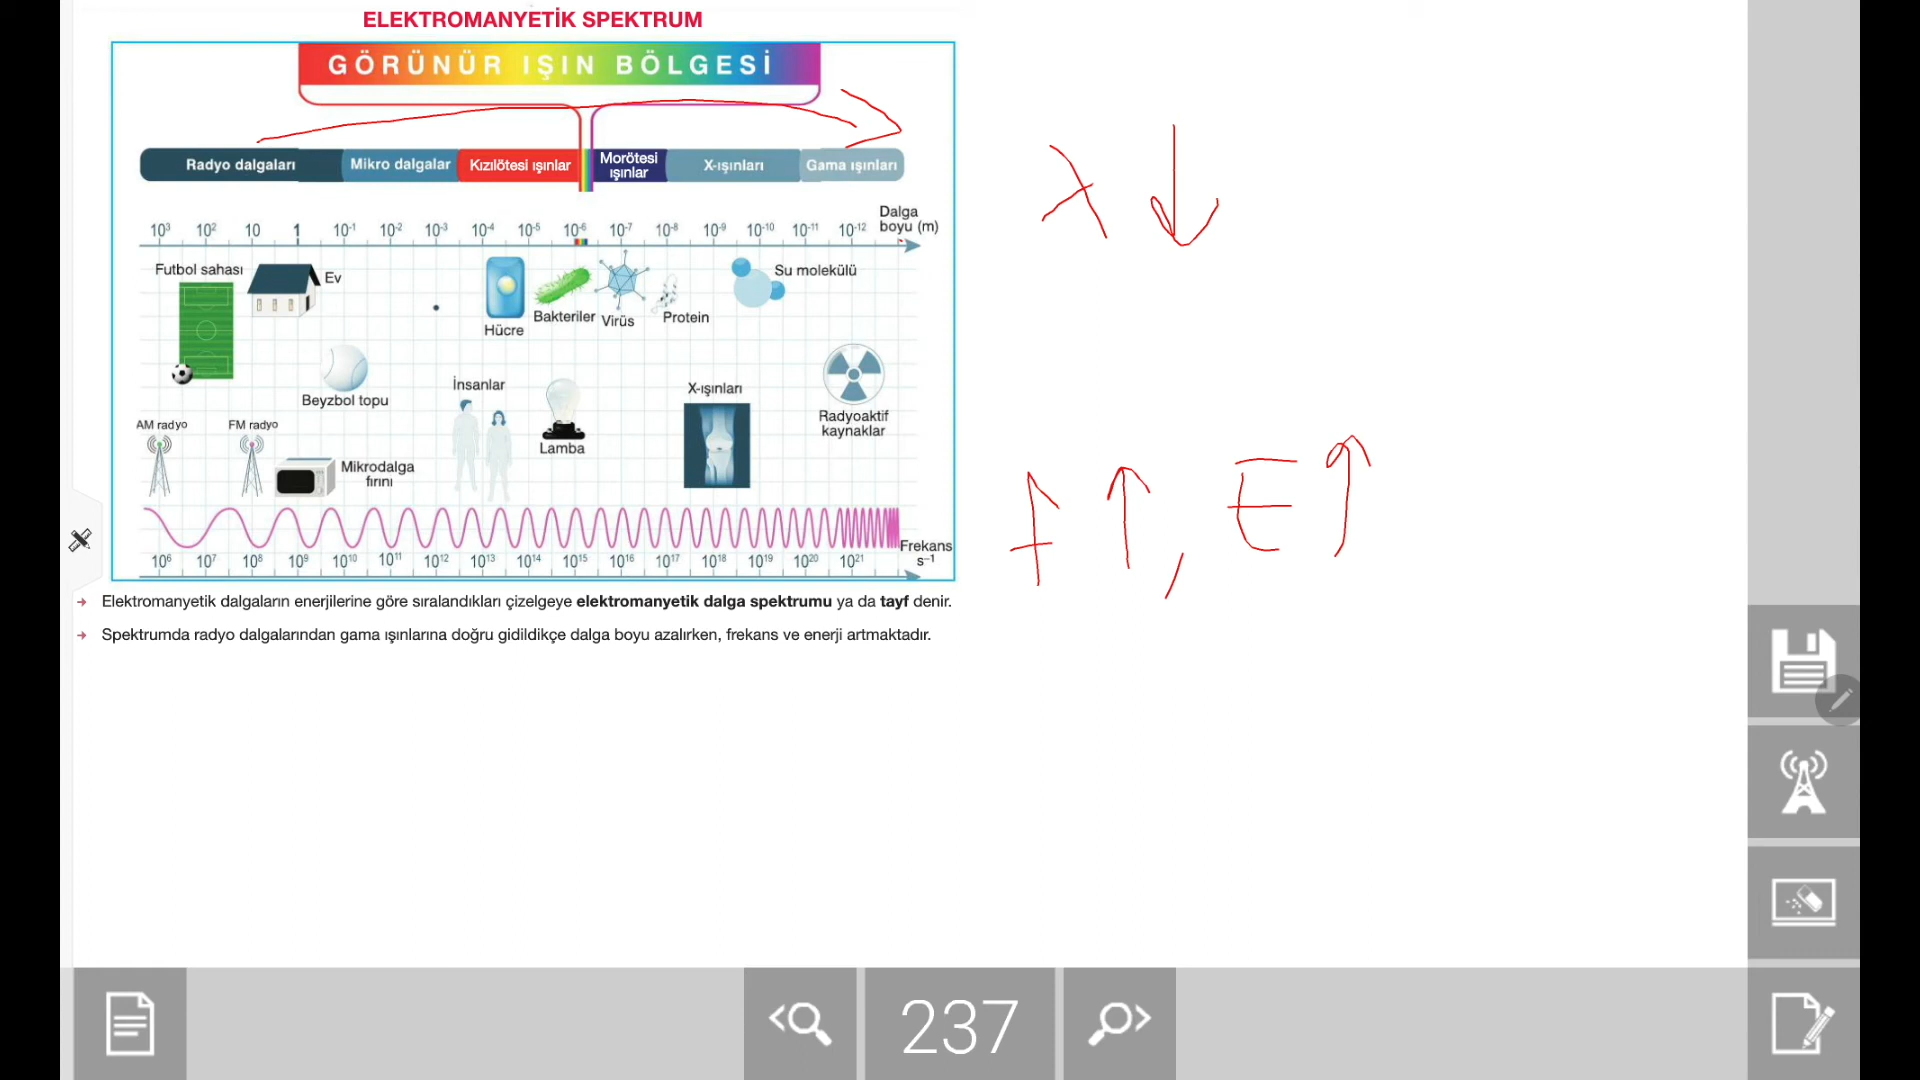 ELEKTROMANYETİK SPEKTRUM
GÖRÜNÜR IŞIN BÖLGESİ
Radyo dalgaları Mikro dalgalar Kızılötesi ışınlar Morötesi ışınlar X-ışınları Gama ışınları
10³ 10² 10 1 10⁻¹ 10⁻² 10⁻³ 10⁻⁴ 10⁻⁵ 10⁻⁶ 10⁻⁷ 10⁻⁸ 10⁻⁹ 10⁻¹⁰ 10⁻¹¹ 10⁻¹² Dalga boyu (m)
λ ↓
Futbol sahası Ev Su molekülü
Hücre Bakteriler Virüs Protein
Beyzbol topu İnsanlar X-ışınları
Radyoaktif kaynaklar
AM radyo FM radyo Lamba
Mikrodalga fırını
f ↑, E ↑
10⁶ 10⁷ 10⁸ 10⁹ 10¹⁰ 10¹¹ 10¹² 10¹³ 10¹⁴ 10¹⁵ 10¹⁶ 10¹⁷ 10¹⁸ 10¹⁹ 10²⁰ 10²¹ Frekans s⁻¹
→ Elektromanyetik dalgaların enerjilerine göre sıralandıkları çizelgeye elektromanyetik dalga spektrumu ya da tayf denir.
→ Spektrumda radyo dalgalarından gama ışınlarına doğru gidildikçe dalga boyu azalırken, frekans ve enerji artmaktadır.
237